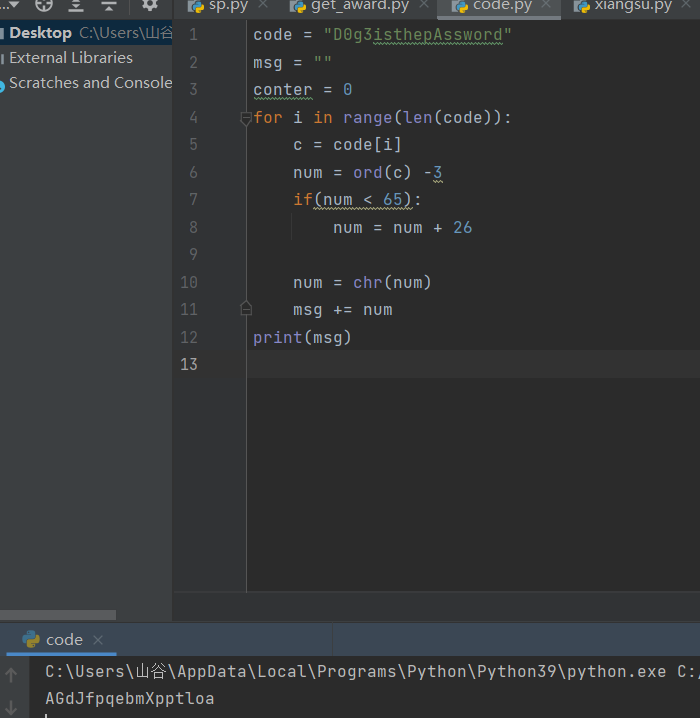 sp.py
get_award.py
code.py
xiangsu.py
Desktop C:\Users\山谷
External Libraries
Scratches and Console
1 code = "D0g3isthepAssword"
2 msg = ""
3 conter = 0
4 for i in range(len(code)):
5 c = code[i]
6 num = ord(c) -3
7 if(num < 65):
8 num = num + 26
9
10 num = chr(num)
11 msg += num
12 print(msg)
13
code
C:\Users\山谷\AppData\Local\Programs\Python\Python39\python.exe C:/
AGdJfpqebmXpptloa